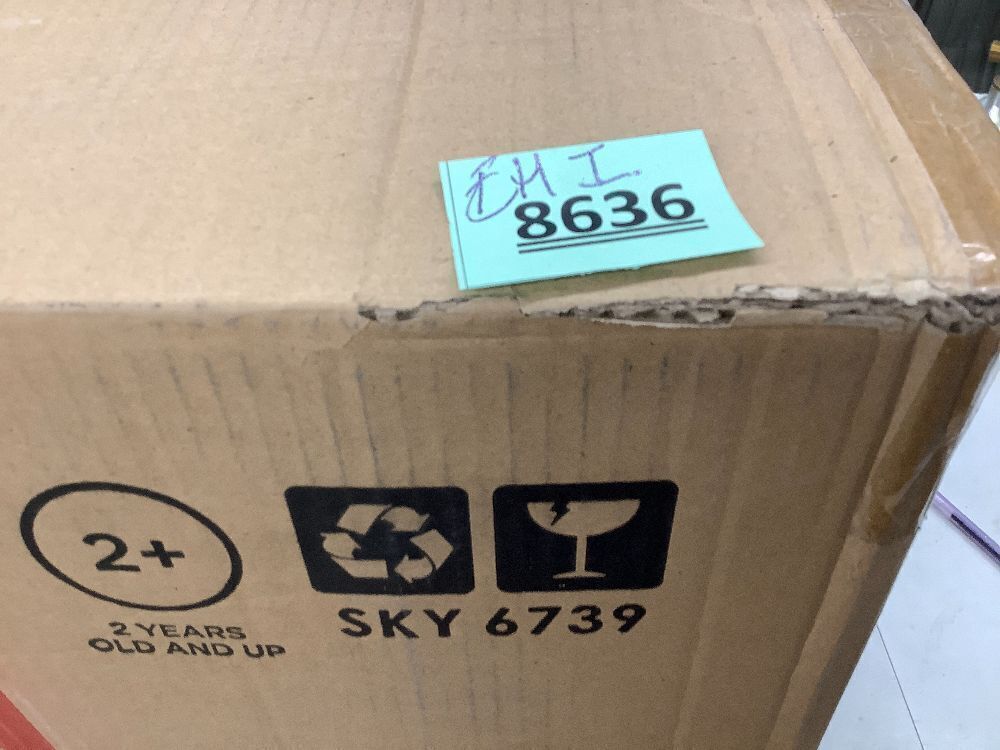 EH I.
8636
2+
2 YEARS
OLD AND UP
SKY 6739